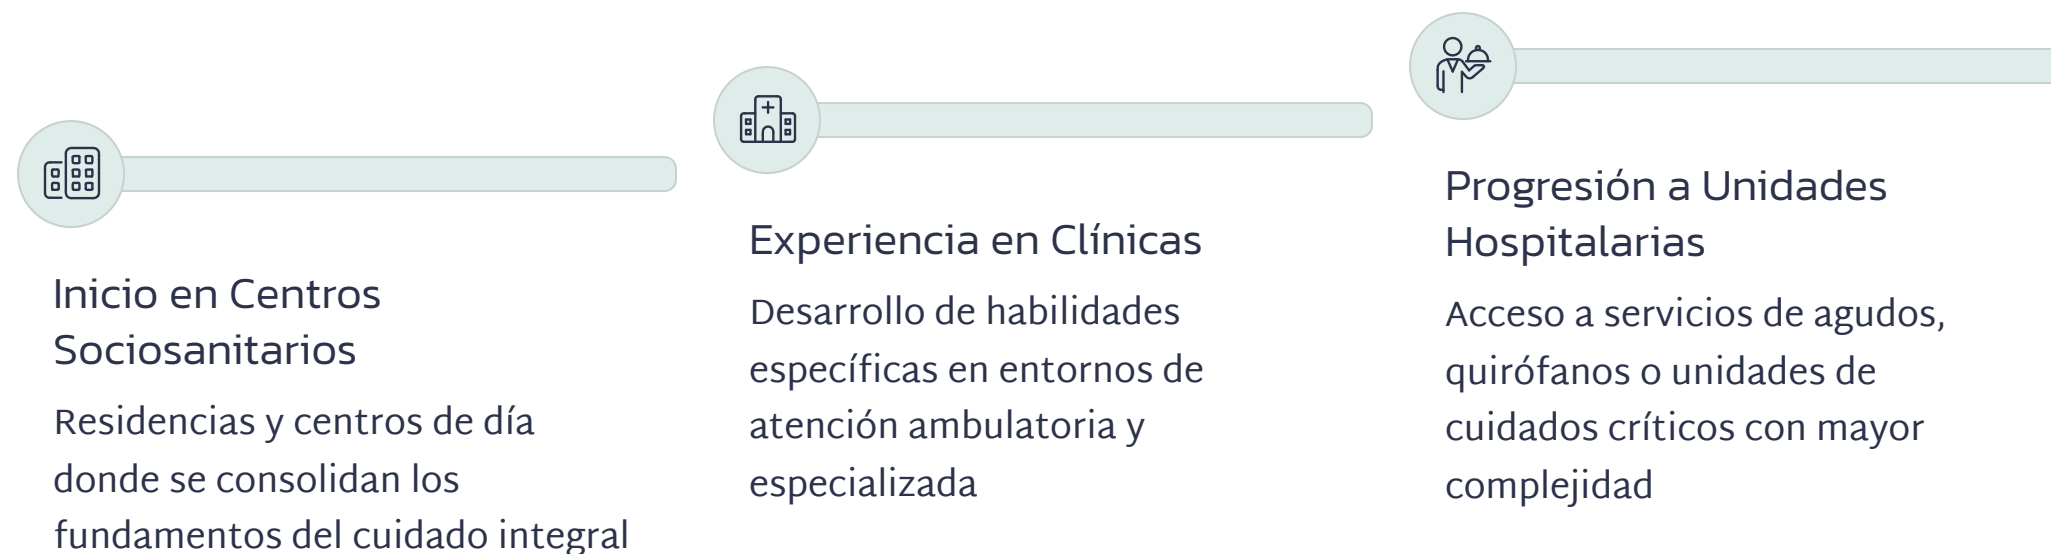 Inicio en Centros
Sociosanitarios
Residencias y centros de día
donde se consolidan los
fundamentos del cuidado integral
Experiencia en Clínicas
Desarrollo de habilidades
específicas en entornos de
atención ambulatoria y
especializada
Progresión a Unidades
Hospitalarias
Acceso a servicios de agudos,
quirófanos o unidades de
cuidados críticos con mayor
complejidad